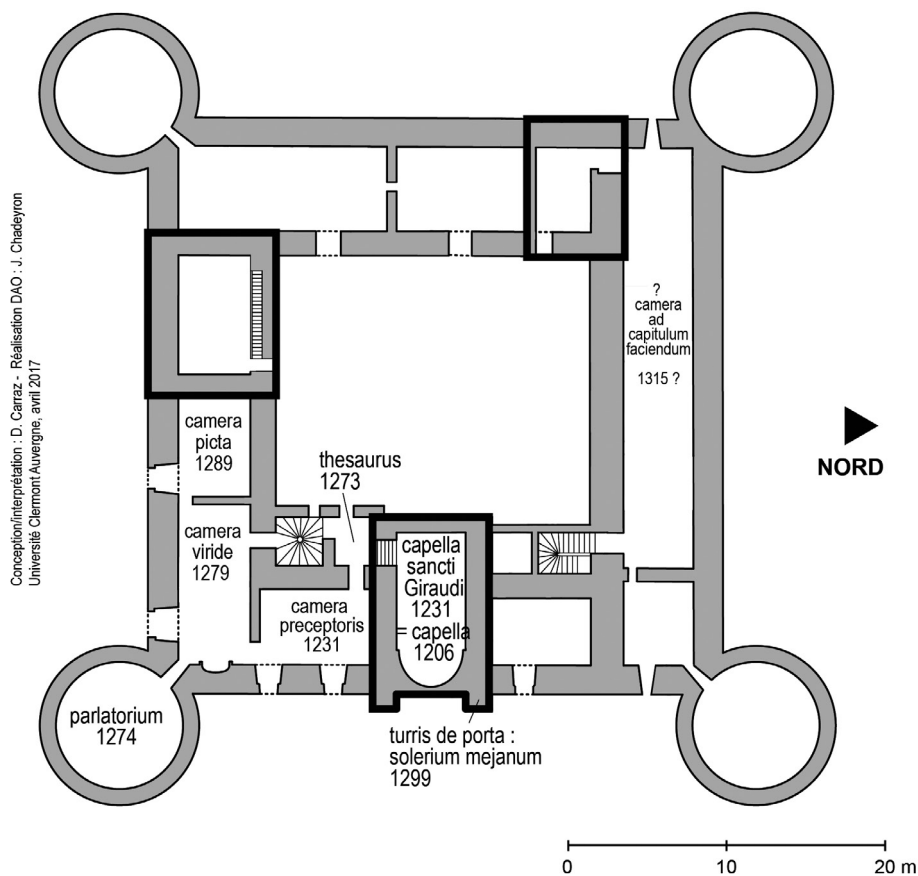 Conception/interprétation : D. Carraz - Réalisation DAO : J. Chadeyron
Université Clermont Auvergne, avril 2017
?
camera
ad
capitulum
faciendum
1315 ?
NORD
camera
picta
1289
thesaurus
1273
camera
viride
1279
capella
sancti
Giraudi
1231
= capella
1206
camera
preceptoris
1231
parlatorium
1274
turris de porta :
solerium mejanum
1299
0 10 20 m